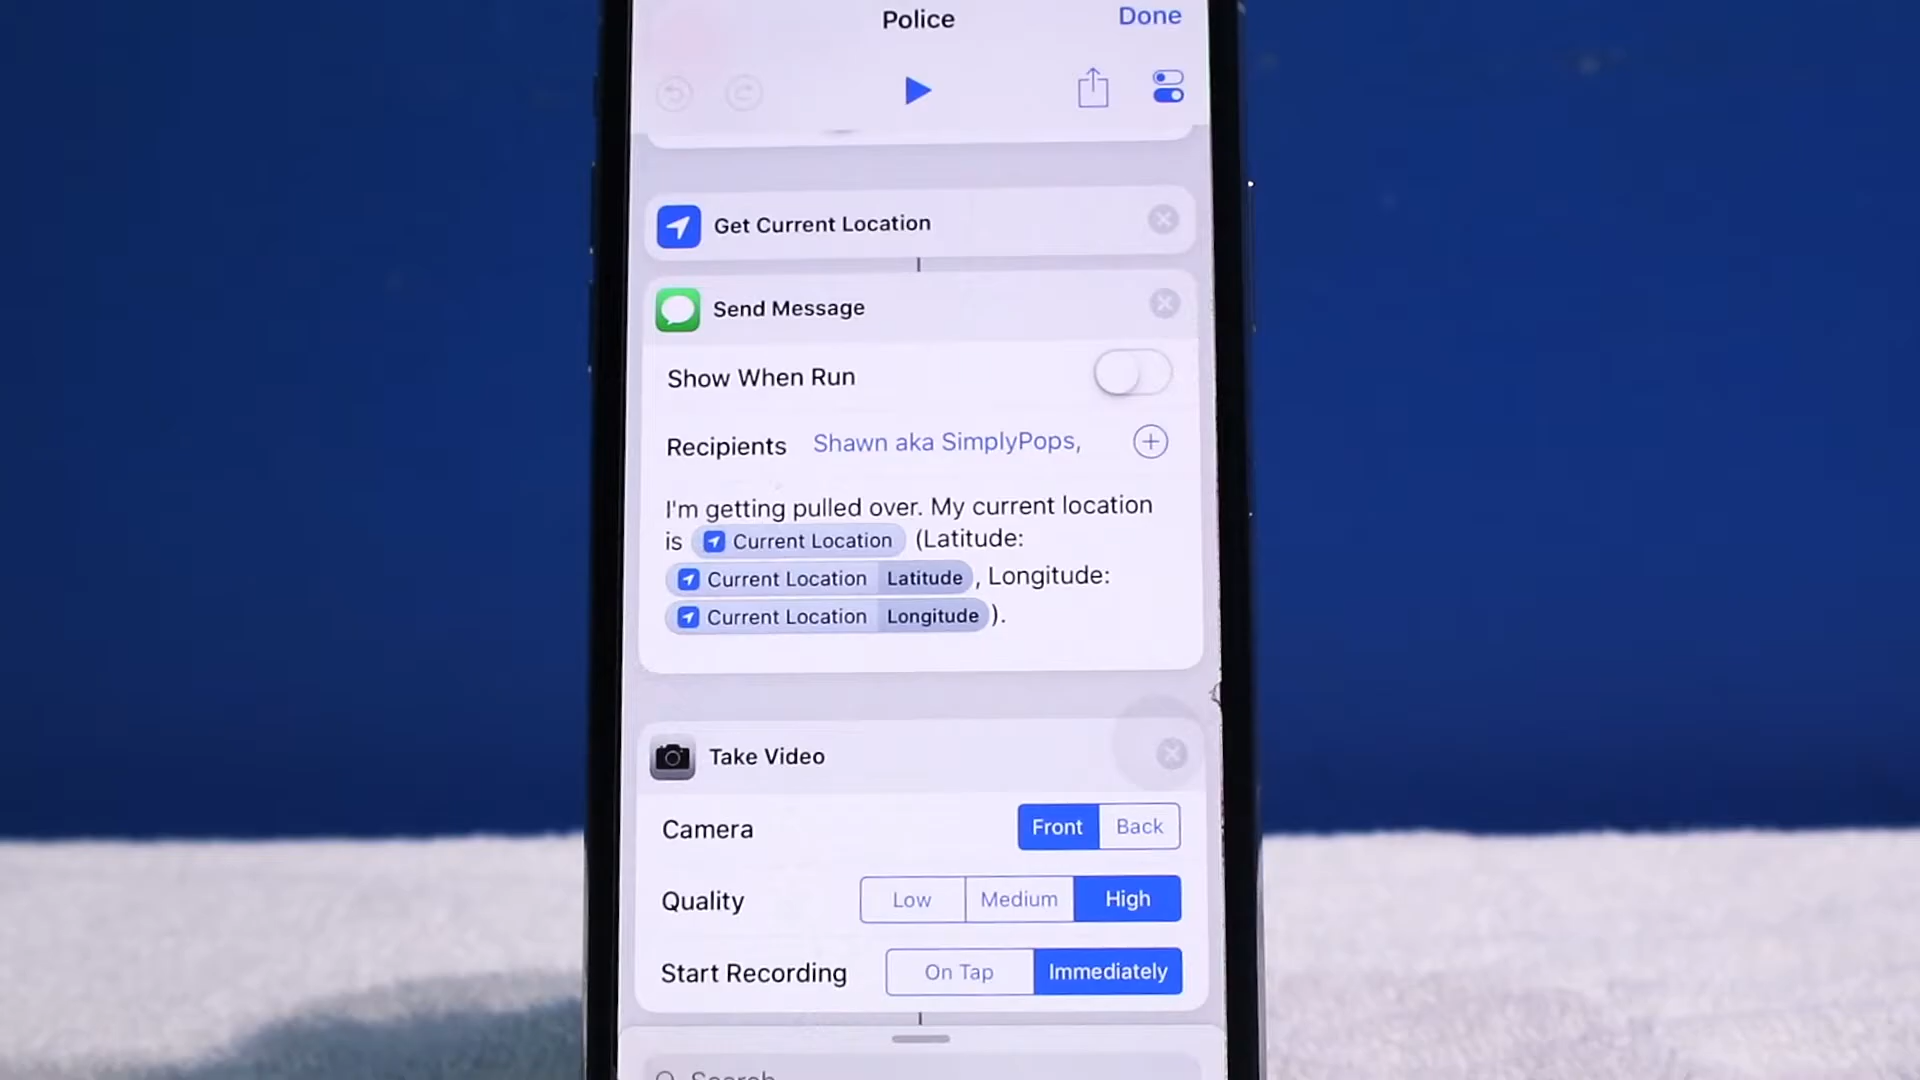 Police
Done
Get Current Location
Send Message
Show When Run
Recipients Shawn aka SimplyPops,
I'm getting pulled over. My current location
is Current Location (Latitude:
Current Location Latitude , Longitude:
Current Location Longitude ).
Take Video
Camera Front Back
Quality Low Medium High
Start Recording On Tap Immediately
Search